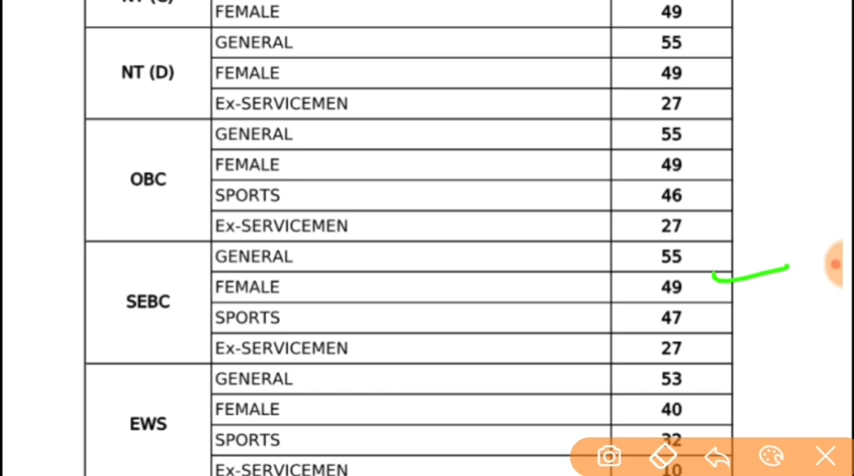 FEMALE 49
GENERAL 55
NT (D) FEMALE 49
Ex-SERVICEMEN 27
GENERAL 55
FEMALE 49
OBC
SPORTS 46
Ex-SERVICEMEN 27
GENERAL 55
FEMALE 49
SEBC
SPORTS 47
Ex-SERVICEMEN 27
GENERAL 53
FEMALE 40
EWS
SPORTS 32
Ex-SERVICEMEN 10